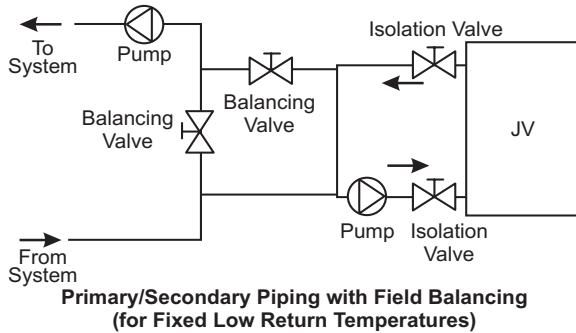 To
System
Pump
Isolation Valve
Balancing
Valve
Balancing
Valve
JV
Pump
Isolation
Valve
From
System
Primary/Secondary Piping with Field Balancing
(for Fixed Low Return Temperatures)